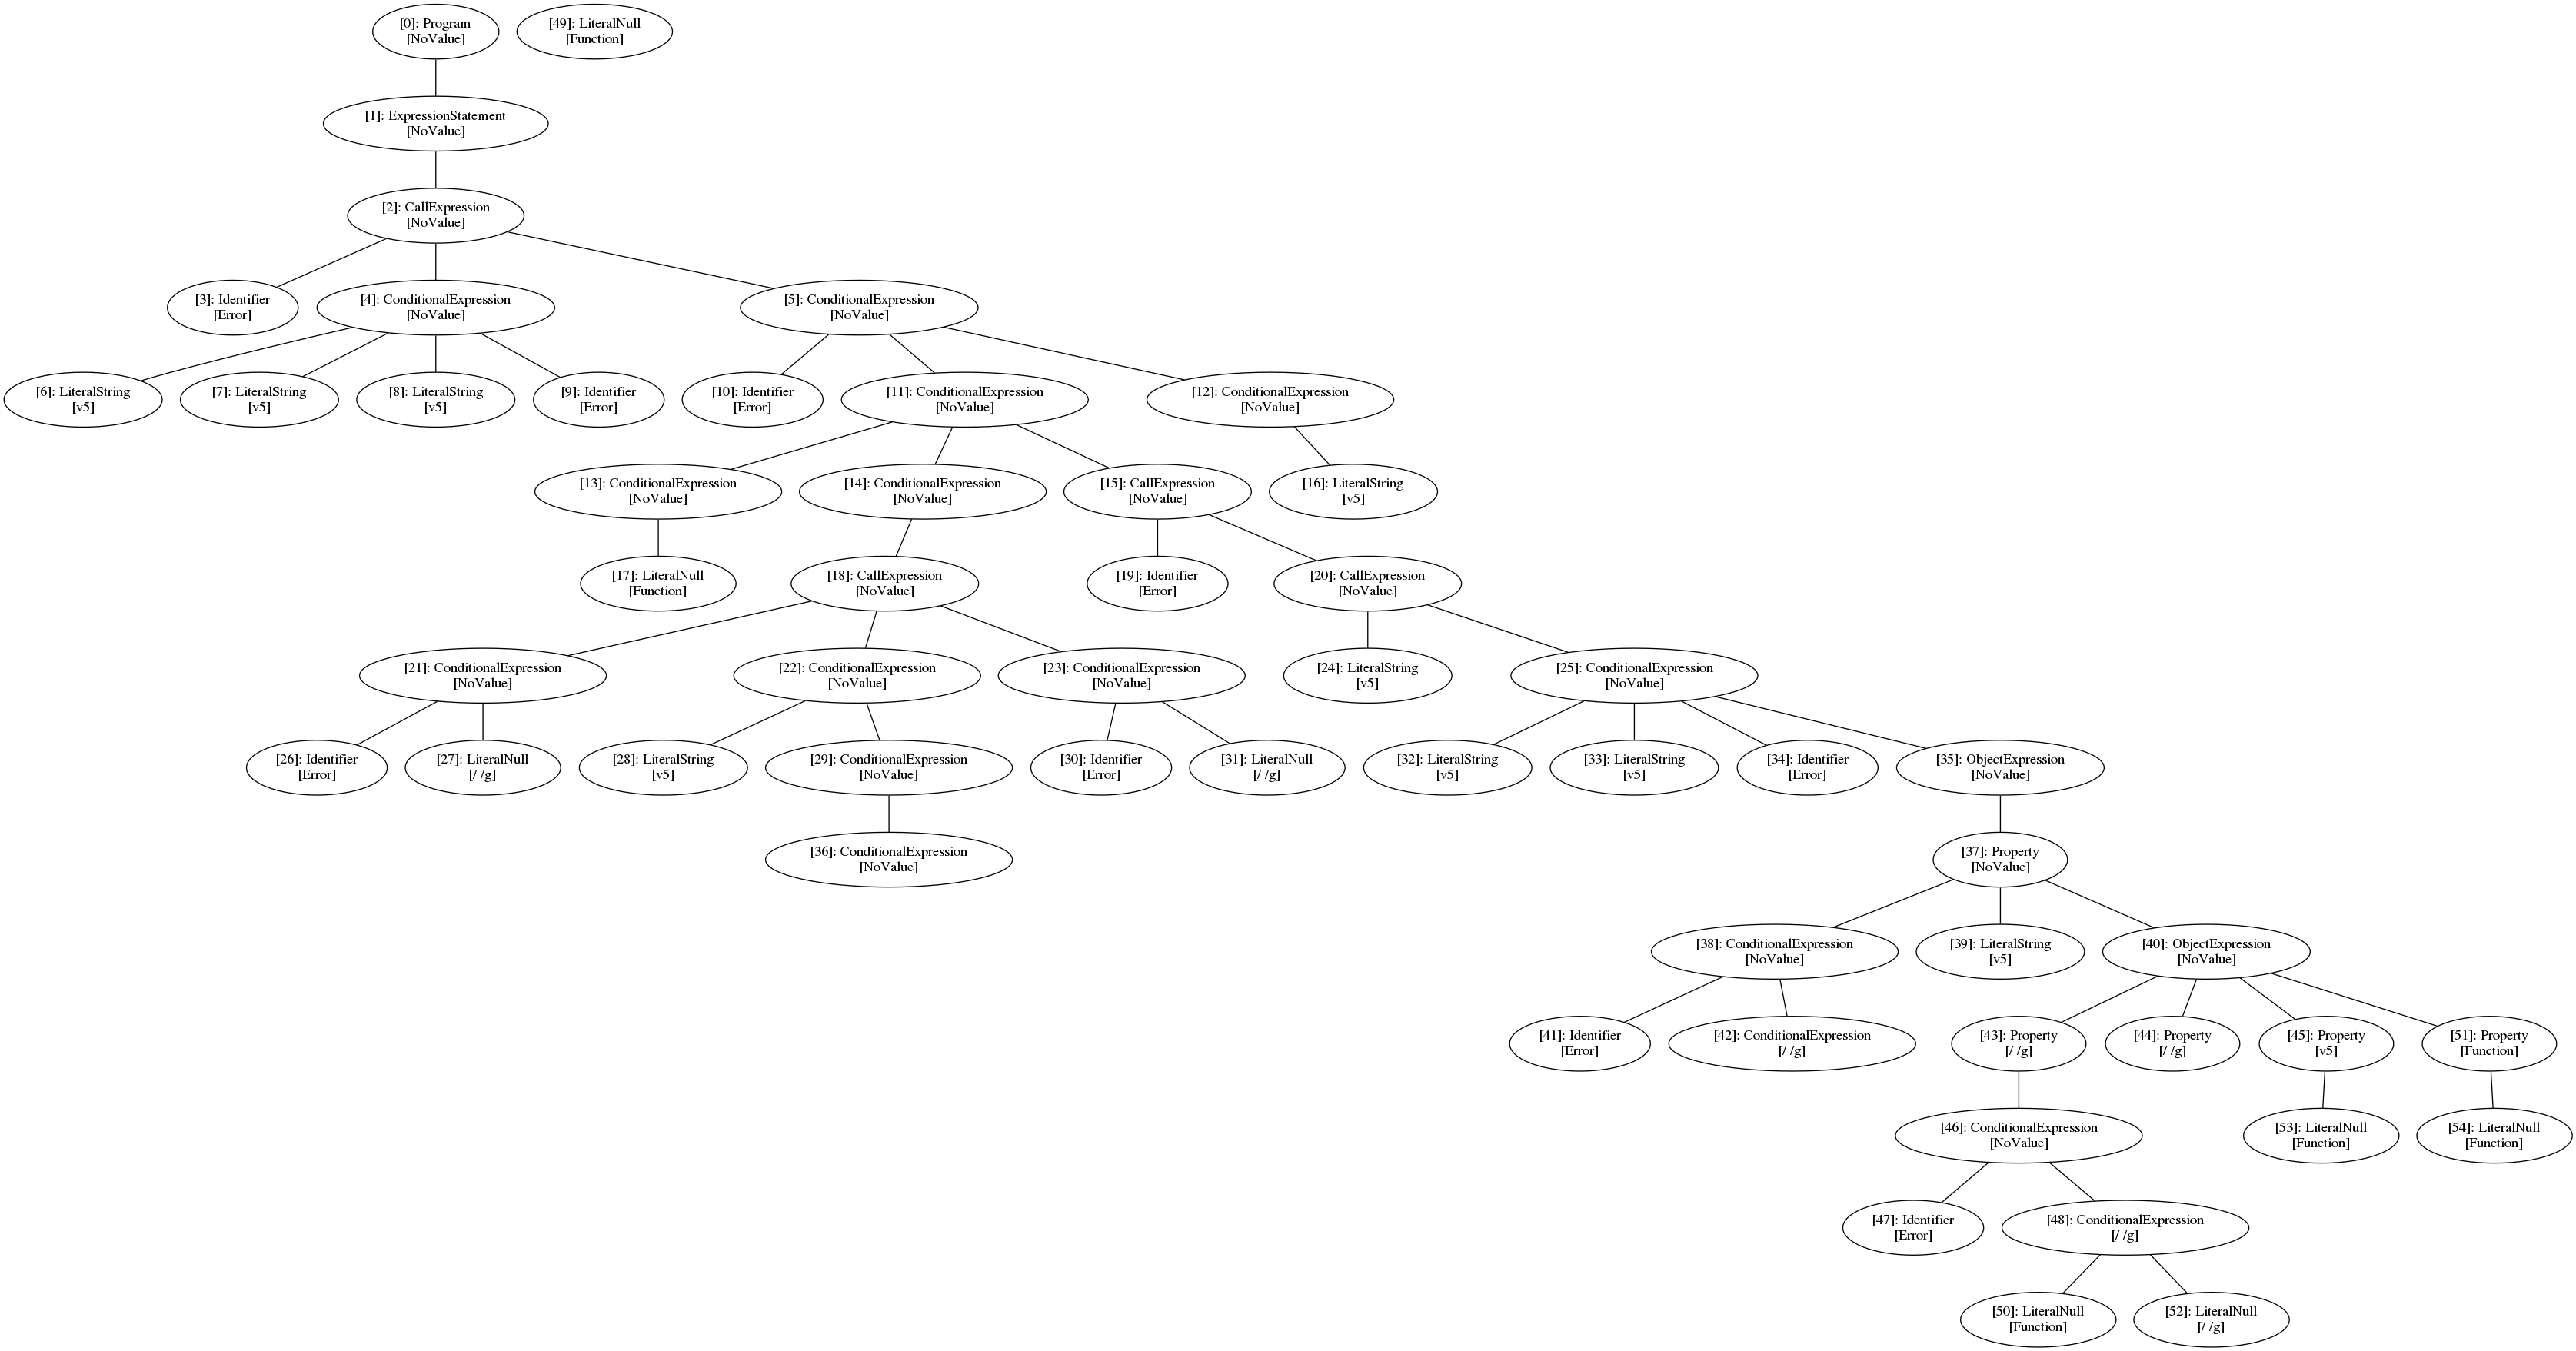 [0]: Program
[NoValue]
[49]: LiteralNull
[Function]
[1]: ExpressionStatement
[NoValue]
[2]: CallExpression
[NoValue]
[3]: Identifier
[Error]
[4]: ConditionalExpression
[NoValue]
[5]: ConditionalExpression
[NoValue]
[6]: LiteralString
[v5]
[7]: LiteralString
[v5]
[8]: LiteralString
[v5]
[9]: Identifier
[Error]
[10]: Identifier
[Error]
[11]: ConditionalExpression
[NoValue]
[12]: ConditionalExpression
[NoValue]
[13]: ConditionalExpression
[NoValue]
[14]: ConditionalExpression
[NoValue]
[15]: CallExpression
[NoValue]
[16]: LiteralString
[v5]
[17]: LiteralNull
[Function]
[18]: CallExpression
[NoValue]
[19]: Identifier
[Error]
[20]: CallExpression
[NoValue]
[21]: ConditionalExpression
[NoValue]
[22]: ConditionalExpression
[NoValue]
[23]: ConditionalExpression
[NoValue]
[24]: LiteralString
[v5]
[25]: ConditionalExpression
[NoValue]
[26]: Identifier
[Error]
[27]: LiteralNull
[/ /g]
[28]: LiteralString
[v5]
[29]: ConditionalExpression
[NoValue]
[30]: Identifier
[Error]
[31]: LiteralNull
[/ /g]
[32]: LiteralString
[v5]
[33]: LiteralString
[v5]
[34]: Identifier
[Error]
[35]: ObjectExpression
[NoValue]
[36]: ConditionalExpression
[NoValue]
[37]: Property
[NoValue]
[38]: ConditionalExpression
[NoValue]
[39]: LiteralString
[v5]
[40]: ObjectExpression
[NoValue]
[41]: Identifier
[Error]
[42]: ConditionalExpression
[/ /g]
[43]: Property
[/ /g]
[44]: Property
[/ /g]
[45]: Property
[v5]
[51]: Property
[Function]
[46]: ConditionalExpression
[NoValue]
[53]: LiteralNull
[Function]
[54]: LiteralNull
[Function]
[47]: Identifier
[Error]
[48]: ConditionalExpression
[/ /g]
[50]: LiteralNull
[Function]
[52]: LiteralNull
[/ /g]